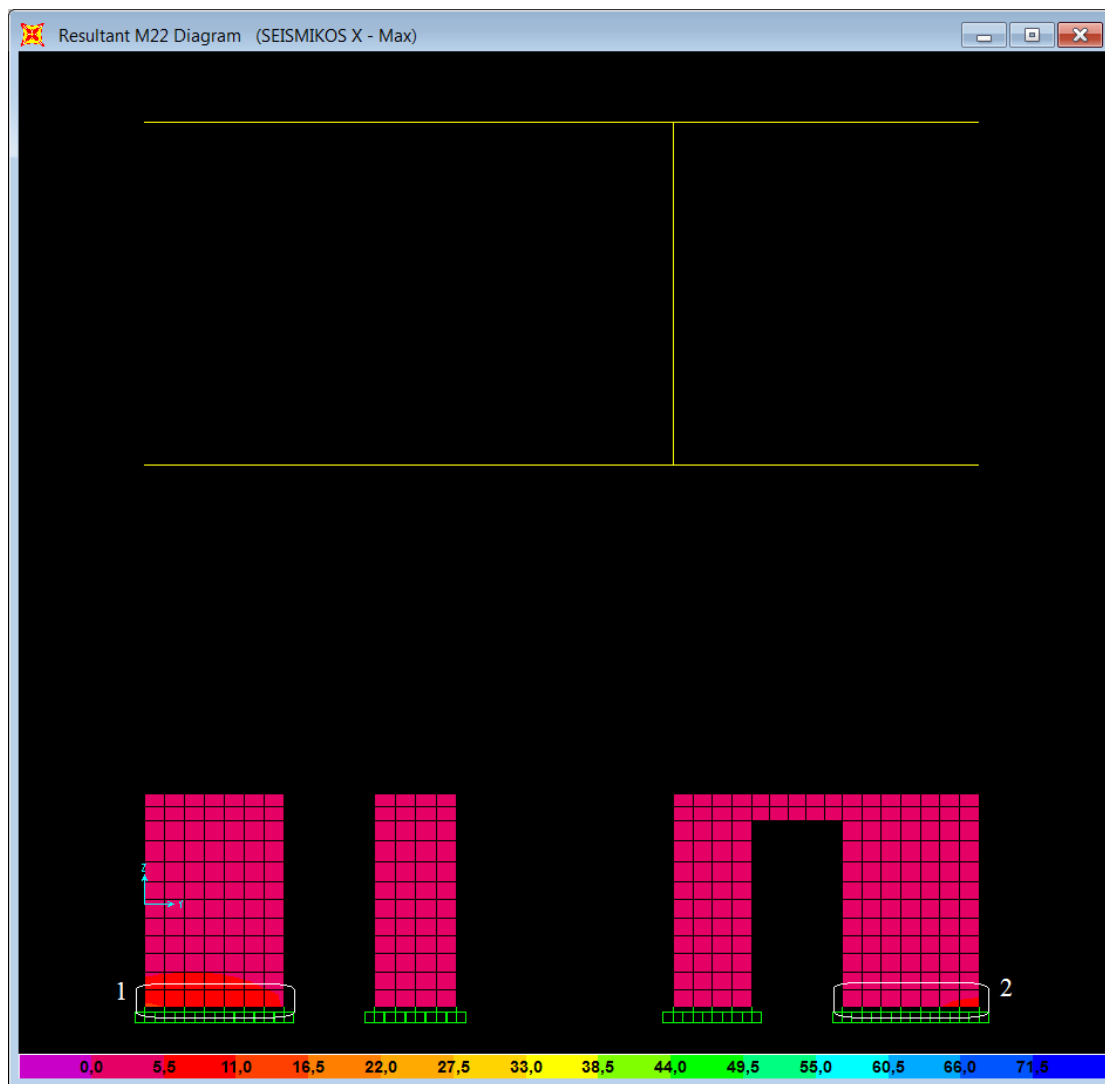 Resultant M22 Diagram (SEISMIKOS X - Max)
Z
Y
1
2
0,0 5,5 11,0 16,5 22,0 27,5 33,0 38,5 44,0 49,5 55,0 60,5 66,0 71,5